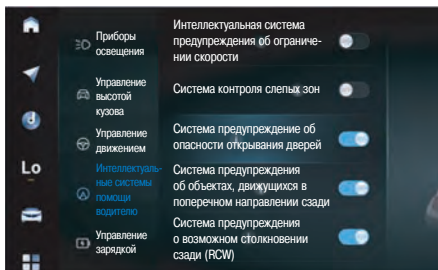 Приборы
освещения
Управление
высотой
кузова
Управление
движением
Интеллектуаль-
ные системы
помощи
водителю
Управление
зарядкой
Lo
Интеллектуальная система
предупреждения об ограниче-
нии скорости
Система контроля слепых зон
Система предупреждение об
опасности открывания дверей
Система предупреждения
об объектах, движущихся в
поперечном направлении сзади
Система предупреждения
о возможном столкновении
сзади (RCW)